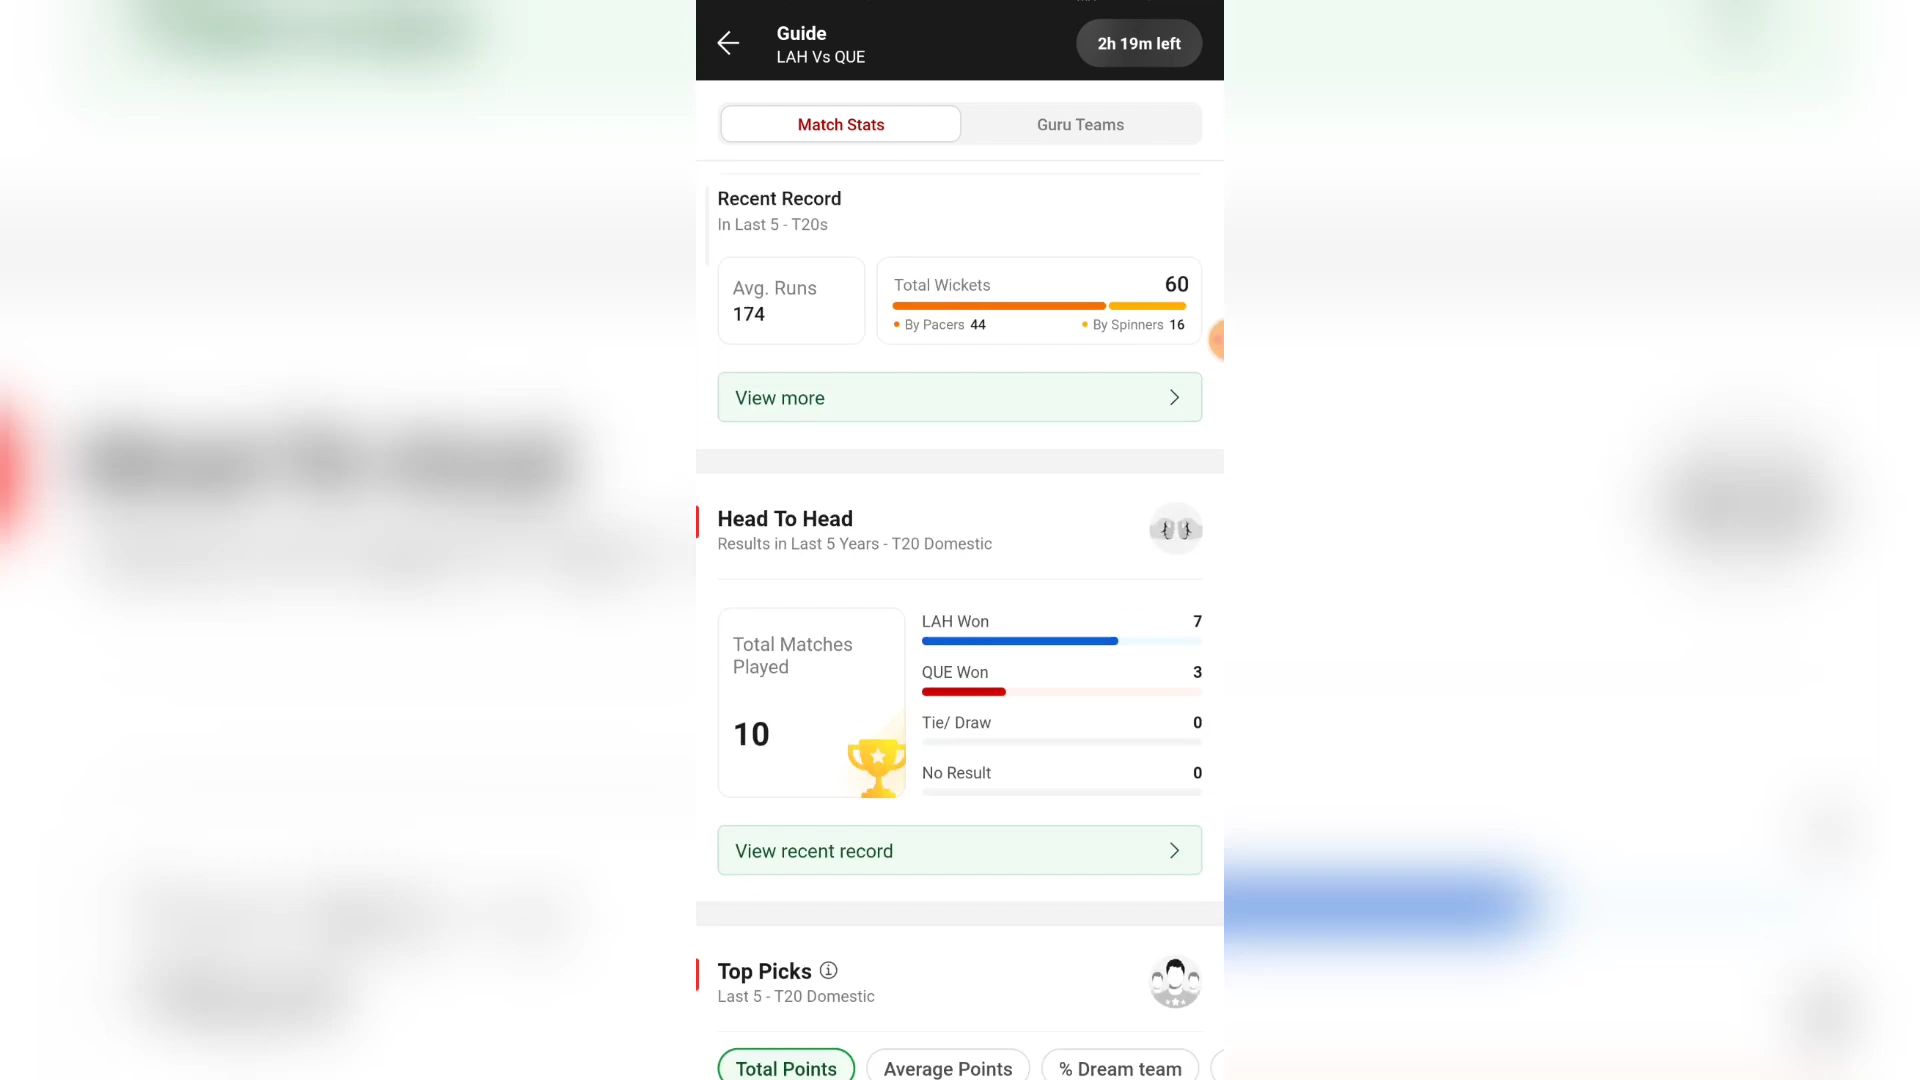 Guide
LAH Vs QUE
2h 19m left
Match Stats
Guru Teams
Recent Record
In Last 5 - T20s
Avg. Runs
174
Total Wickets
60
By Pacers 44
By Spinners 16
View more
Head To Head
Results in Last 5 Years - T20 Domestic
Total Matches
Played
10
LAH Won
7
QUE Won
3
Tie/ Draw
0
No Result
0
View recent record
Top Picks
Last 5 - T20 Domestic
Total Points
Average Points
% Dream team